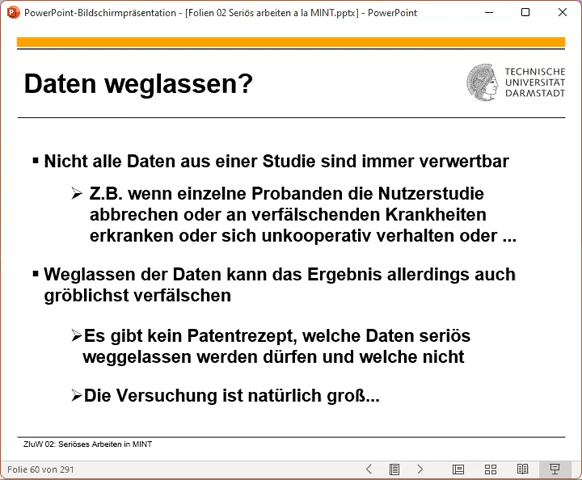 PowerPoint-Bildschirmpräsentation - [Folien 02 Seriös arbeiten a la MINT.pptx] - PowerPoint
Daten weglassen?
TECHNISCHE
UNIVERSITÄT
DARMSTADT
▪ Nicht alle Daten aus einer Studie sind immer verwertbar
➢ Z.B. wenn einzelne Probanden die Nutzerstudie
abbrechen oder an verfälschenden Krankheiten
erkranken oder sich unkooperativ verhalten oder ...
▪ Weglassen der Daten kann das Ergebnis allerdings auch
gröblichst verfälschen
➢Es gibt kein Patentrezept, welche Daten seriös
weggelassen werden dürfen und welche nicht
➢Die Versuchung ist natürlich groß...
ZIuW 02: Seriöses Arbeiten in MINT
Folie 60 von 291